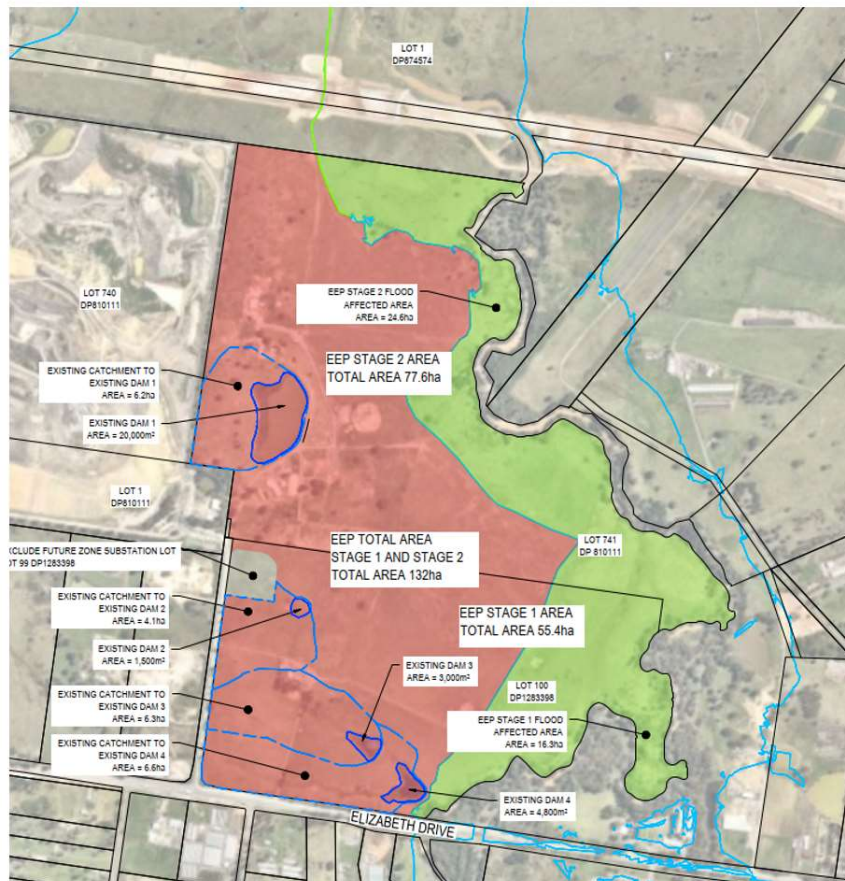 LOT 1
DP874574
LOT 740
DP810111
EEP STAGE 2 FLOOD
AFFECTED AREA
AREA = 24.6ha
EEP STAGE 2 AREA
TOTAL AREA 77.6ha
EXISTING CATCHMENT TO
EXISTING DAM 1
AREA = 6.2ha
EXISTING DAM 1
AREA = 20,000m²
LOT 1
DP810111
EEP TOTAL AREA
STAGE 1 AND STAGE 2
TOTAL AREA 132ha
LOT 741
DP 810111
XCLUDE FUTURE ZONE SUBSTATION LOT
OT 99 DP1283398
EXISTING CATCHMENT TO
EXISTING DAM 2
AREA = 4.1ha
EEP STAGE 1 AREA
TOTAL AREA 55.4ha
EXISTING DAM 2
AREA = 1,500m²
EXISTING DAM 3
AREA = 3,000m²
LOT 100
DP1283398
EXISTING CATCHMENT TO
EXISTING DAM 3
AREA = 6.3ha
EEP STAGE 1 FLOOD
AFFECTED AREA
AREA = 16.3ha
EXISTING CATCHMENT TO
EXISTING DAM 4
AREA = 6.6ha
EXISTING DAM 4
AREA = 4,800m²
ELIZABETH DRIVE